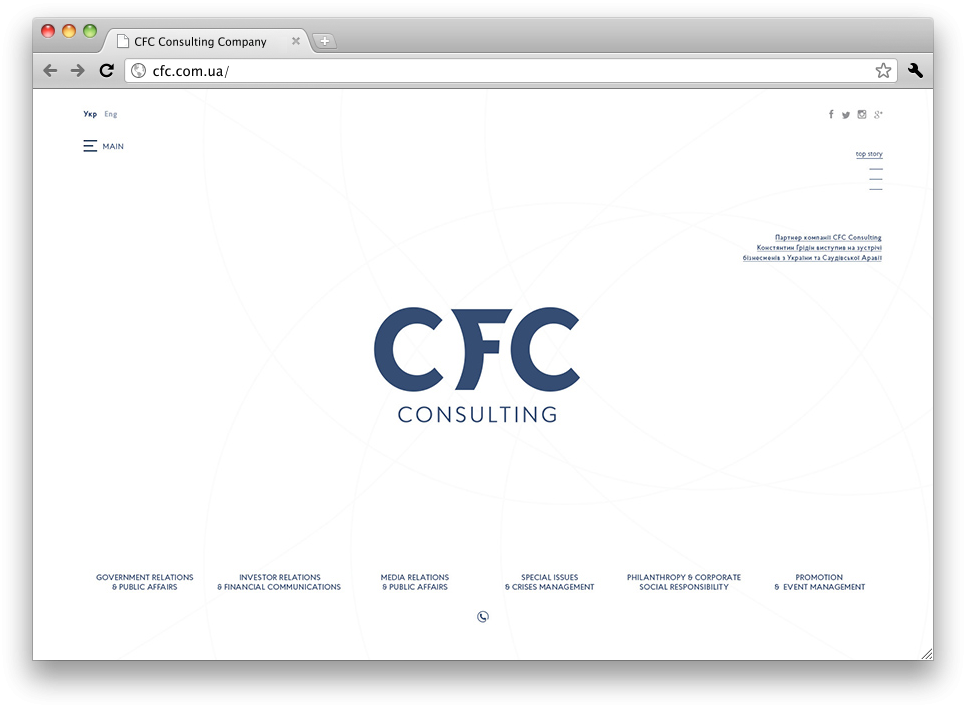 CFC Consulting Company
cfc.com.ua/
Укр Eng
MAIN
top story
Партнер компанії CFC Consulting
Констянтин Грідін виступив на зустрічі
бізнесменів з України та Саудівської Аравії
CFC
CONSULTING
GOVERNMENT RELATIONS
& PUBLIC AFFAIRS
INVESTOR RELATIONS
& FINANCIAL COMMUNICATIONS
MEDIA RELATIONS
& PUBLIC AFFAIRS
SPECIAL ISSUES
& CRISES MANAGEMENT
PHILANTHROPY & CORPORATE
SOCIAL RESPONSIBILITY
PROMOTION
& EVENT MANAGEMENT